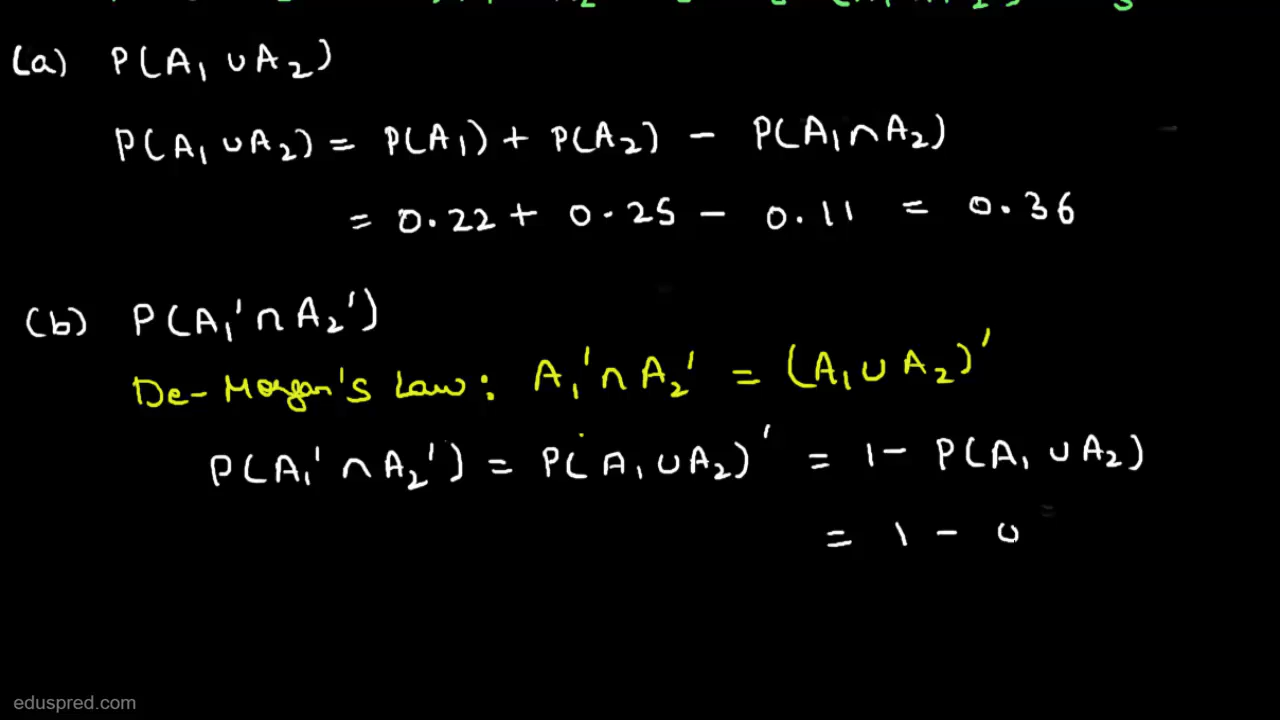 (a) P(A₁ ∪ A₂)
P(A₁ ∪ A₂) = P(A₁) + P(A₂) - P(A₁ ∩ A₂)
= 0.22 + 0.25 - 0.11 = 0.36
(b) P(A₁' ∩ A₂')
De-Morgan's Law: A₁' ∩ A₂' = (A₁ ∪ A₂)'
P(A₁' ∩ A₂') = P(A₁ ∪ A₂)' = 1 - P(A₁ ∪ A₂)
= 1 - 0
eduspred.com